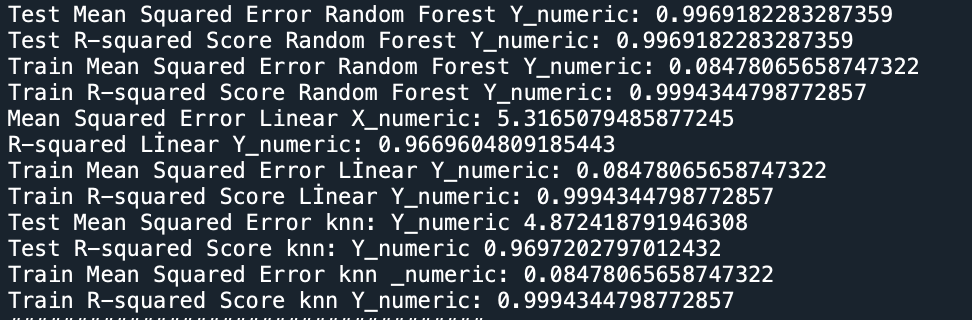 Test Mean Squared Error Random Forest Y_numeric: 0.9969182283287359
Test R-squared Score Random Forest Y_numeric: 0.9969182283287359
Train Mean Squared Error Random Forest Y_numeric: 0.08478065658747322
Train R-squared Score Random Forest Y_numeric: 0.9994344798772857
Mean Squared Error Linear X_numeric: 5.3165079485877245
R-squared Lİnear Y_numeric: 0.9669604809185443
Train Mean Squared Error Lİnear Y_numeric: 0.08478065658747322
Train R-squared Score Lİnear Y_numeric: 0.9994344798772857
Test Mean Squared Error knn: Y_numeric 4.872418791946308
Test R-squared Score knn: Y_numeric 0.9697202797012432
Train Mean Squared Error knn _numeric: 0.08478065658747322
Train R-squared Score knn Y_numeric: 0.9994344798772857